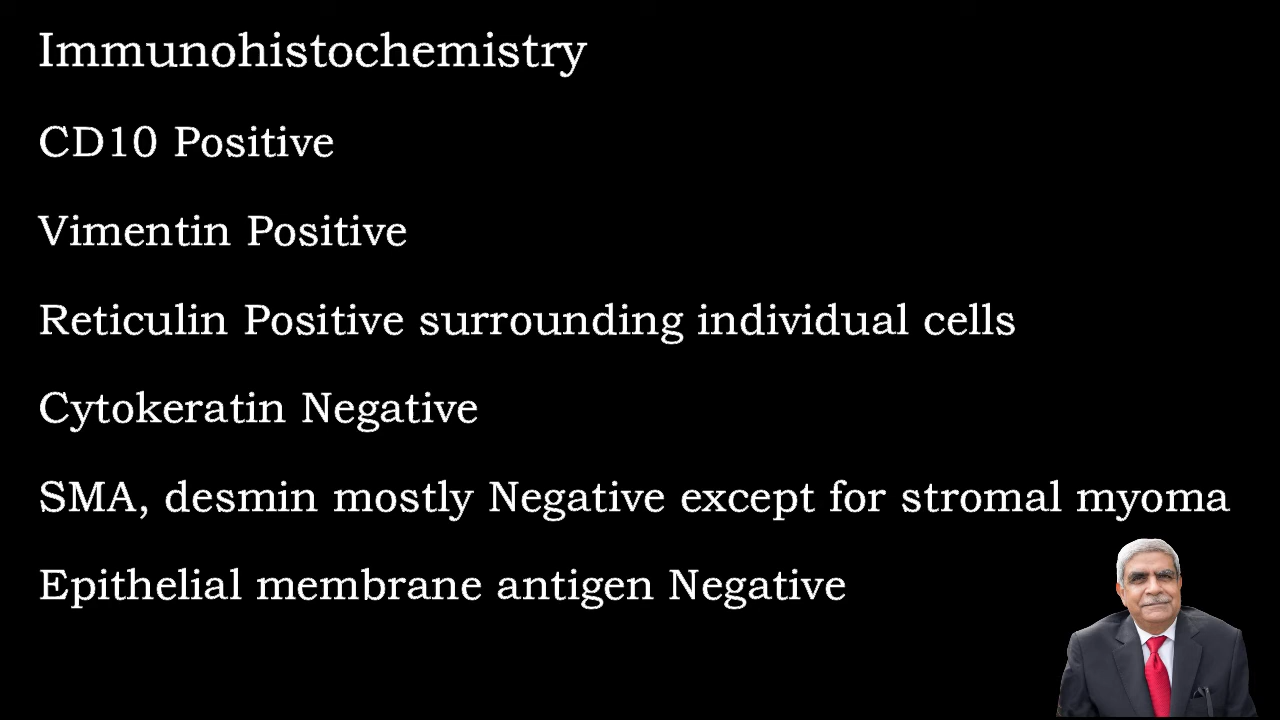 Immunohistochemistry
CD10 Positive
Vimentin Positive
Reticulin Positive surrounding individual cells
Cytokeratin Negative
SMA, desmin mostly Negative except for stromal myoma
Epithelial membrane antigen Negative